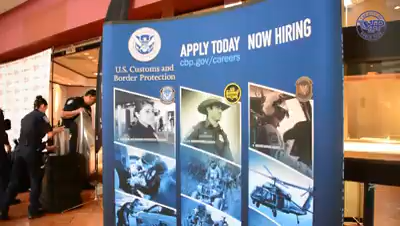 U.S. Customs and
Border Protection
APPLY TODAY
cbp.gov/careers
NOW HIRING